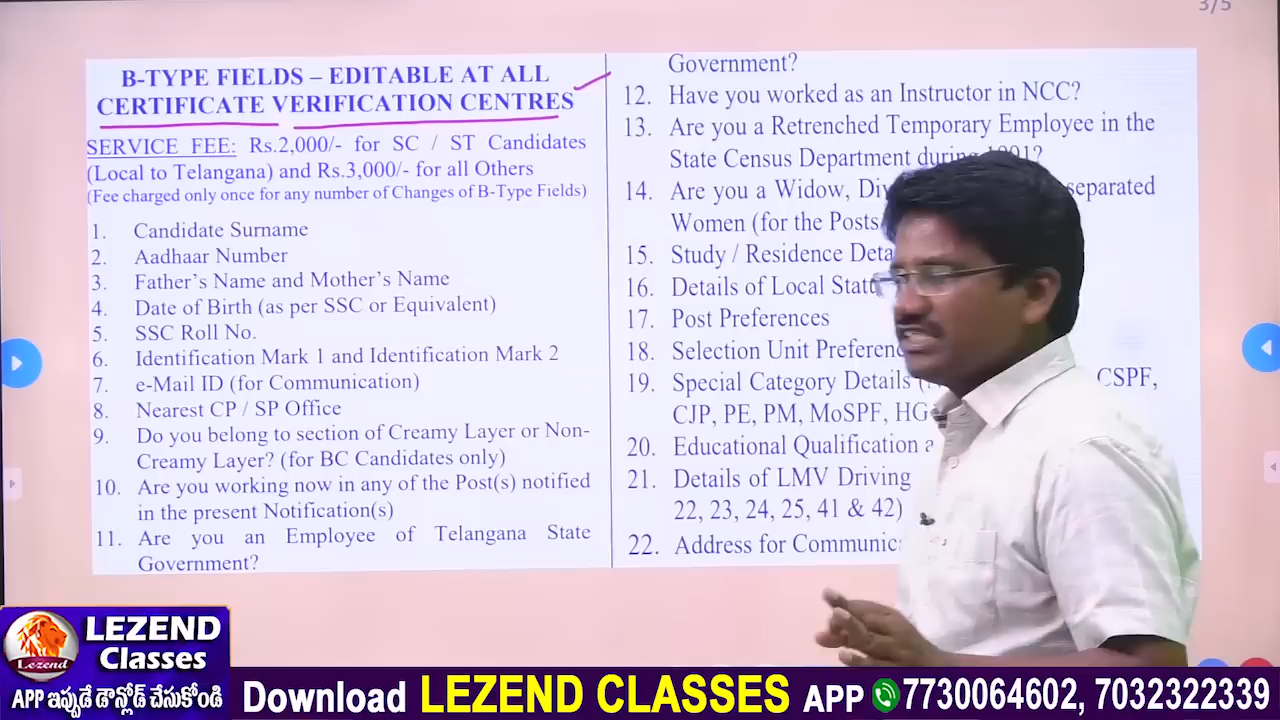 3/5
B-TYPE FIELDS – EDITABLE AT ALL
CERTIFICATE VERIFICATION CENTRES
SERVICE FEE: Rs.2,000/- for SC / ST Candidates
(Local to Telangana) and Rs.3,000/- for all Others
(Fee charged only once for any number of Changes of B-Type Fields)
1. Candidate Surname
2. Aadhaar Number
3. Father's Name and Mother's Name
4. Date of Birth (as per SSC or Equivalent)
5. SSC Roll No.
6. Identification Mark 1 and Identification Mark 2
7. e-Mail ID (for Communication)
8. Nearest CP / SP Office
9. Do you belong to section of Creamy Layer or Non-
Creamy Layer? (for BC Candidates only)
10. Are you working now in any of the Post(s) notified
in the present Notification(s)
11. Are you an Employee of Telangana State
Government?
Government?
12. Have you worked as an Instructor in NCC?
13. Are you a Retrenched Temporary Employee in the
State Census Department during 1991?
14. Are you a Widow, separated
Women (for the Posts
15. Study / Residence
16. Details of Local
17. Post Preferences
18. Selection Unit
19. Special Category Details CSPF,
CJP, PE, PM, MoSPF,
20. Educational Qualification
21. Details of LMV Driving
22, 23, 24, 25, 41 & 42)
22. Address for
LEZEND
Classes
Lezend
APP ఇప్పుడే డౌన్లోడ్ చేసుకోండి
Download LEZEND CLASSES APP 7730064602, 7032322339